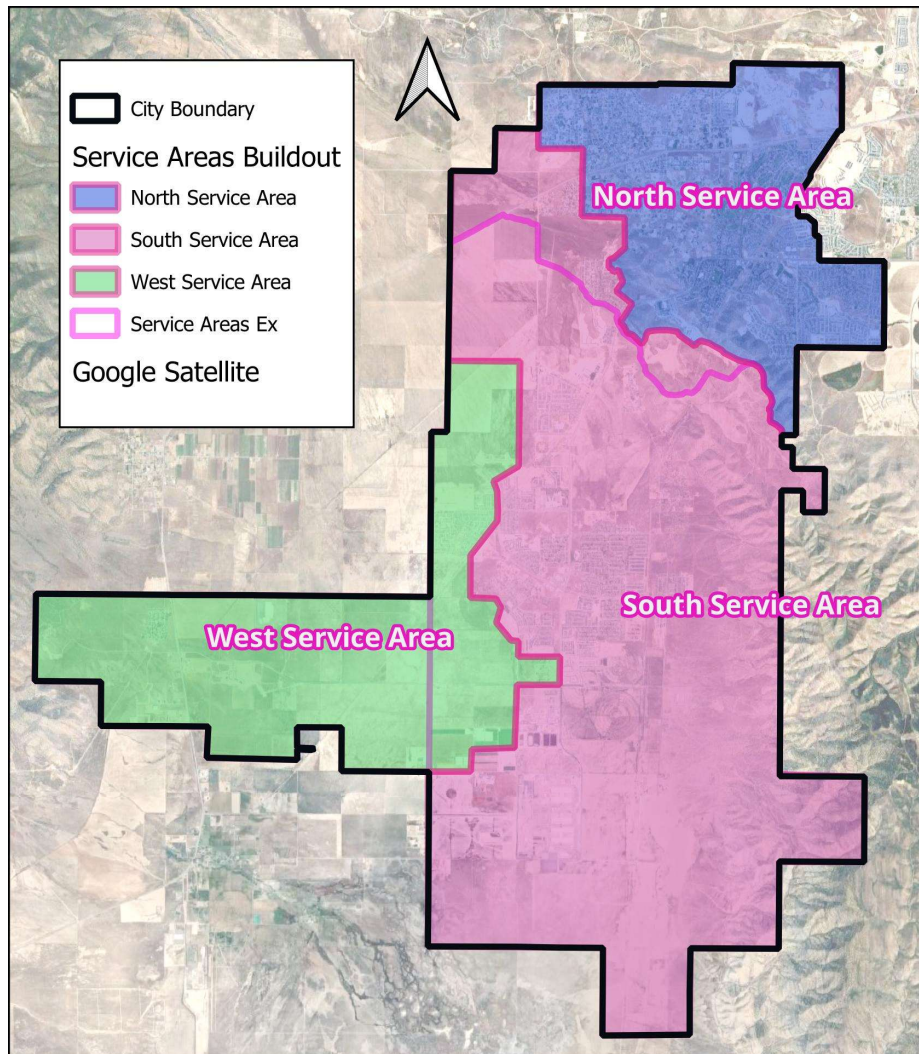 City Boundary
Service Areas Buildout
North Service Area
South Service Area
West Service Area
Service Areas Ex
Google Satellite
North Service Area
South Service Area
West Service Area